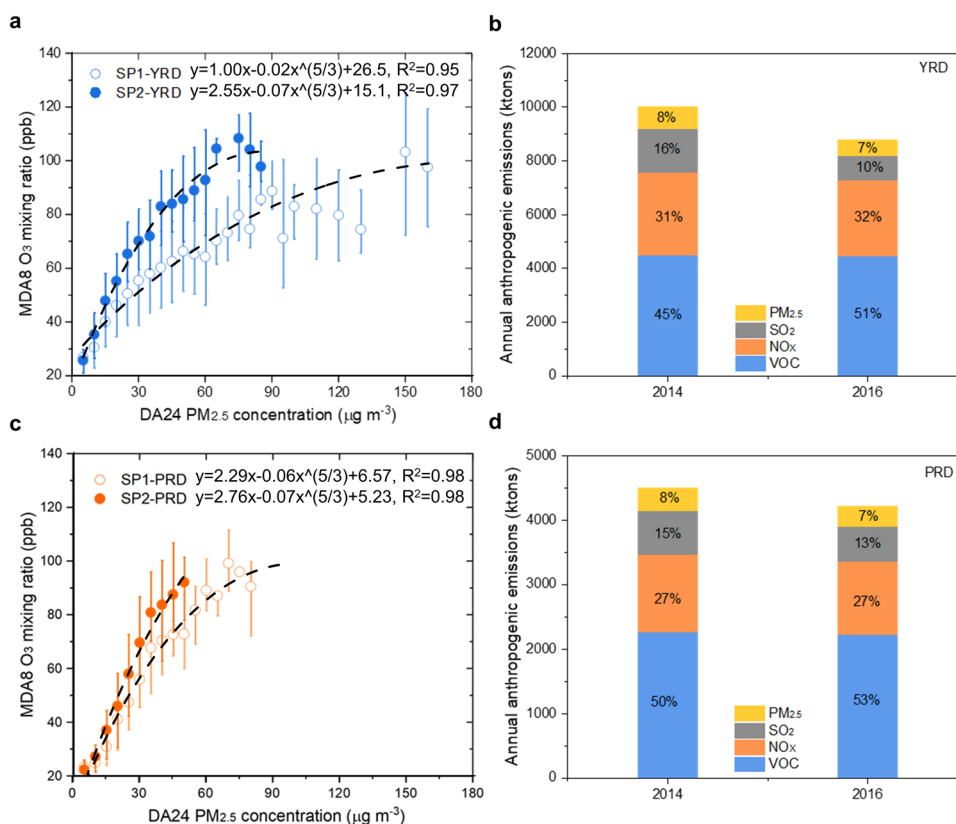 a
140
120
100
80
60
40
20
0
30
60
90
120
150
180
MDA8 O3 mixing ratio (ppb)
DA24 PM2.5 concentration (μg m-3)
SP1-YRD y=1.00x-0.02x^(5/3)+26.5, R2=0.95
SP2-YRD y=2.55x-0.07x^(5/3)+15.1, R2=0.97
b
12000
10000
8000
6000
4000
2000
0
Annual anthropogenic emissions (ktons)
YRD
8%
16%
31%
45%
7%
10%
32%
51%
PM2.5
SO2
NOX
VOC
2014
2016
c
140
120
100
80
60
40
20
0
30
60
90
120
150
180
MDA8 O3 mixing ratio (ppb)
DA24 PM2.5 concentration (μg m-3)
SP1-PRD y=2.29x-0.06x^(5/3)+6.57, R2=0.98
SP2-PRD y=2.76x-0.07x^(5/3)+5.23, R2=0.98
d
5000
4000
3000
2000
1000
0
Annual anthropogenic emissions (ktons)
PRD
8%
15%
27%
50%
7%
13%
27%
53%
PM2.5
SO2
NOX
VOC
2014
2016